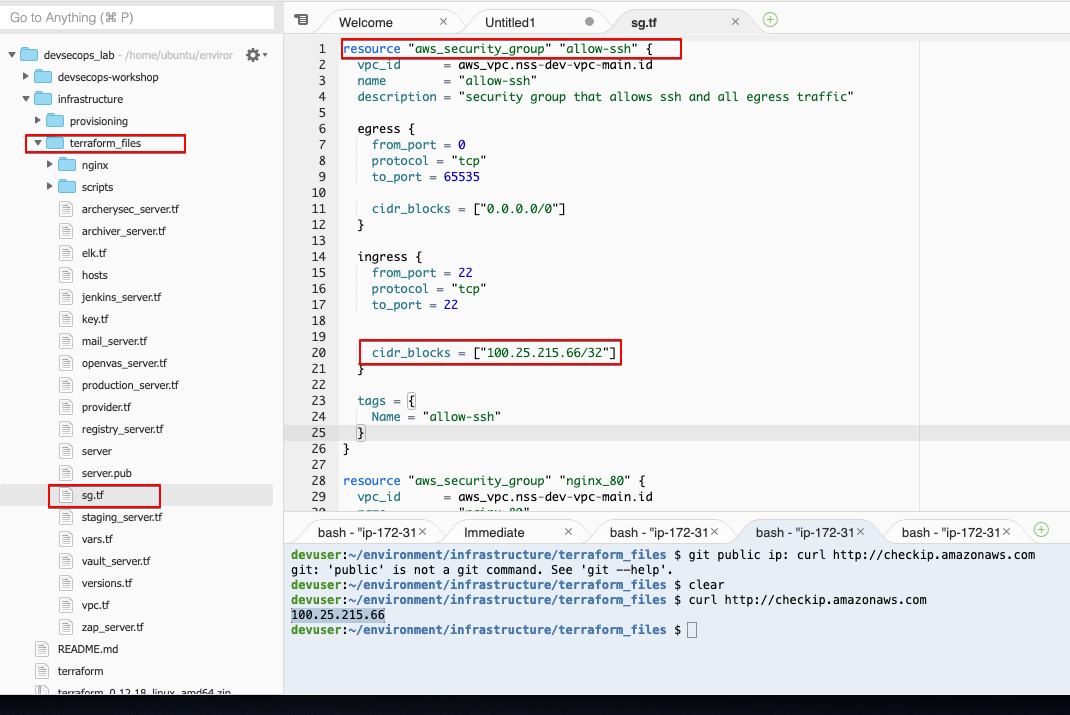 Go to Anything (⌘ P)
Welcome
Untitled1
sg.tf
devsecops_lab - /home/ubuntu/enviror
devsecops-workshop
infrastructure
provisioning
terraform_files
nginx
scripts
archerysec_server.tf
archiver_server.tf
elk.tf
hosts
jenkins_server.tf
key.tf
mail_server.tf
openvas_server.tf
production_server.tf
provider.tf
registry_server.tf
server
server.pub
sg.tf
staging_server.tf
vars.tf
vault_server.tf
versions.tf
vpc.tf
zap_server.tf
README.md
terraform
terraform_0.12.18_linux_amd64.zip
1 resource "aws_security_group" "allow-ssh" {
2 vpc_id = aws_vpc.nss-dev-vpc-main.id
3 name = "allow-ssh"
4 description = "security group that allows ssh and all egress traffic"
5
6 egress {
7 from_port = 0
8 protocol = "tcp"
9 to_port = 65535
10
11 cidr_blocks = ["0.0.0.0/0"]
12 }
13
14 ingress {
15 from_port = 22
16 protocol = "tcp"
17 to_port = 22
18
19
20 cidr_blocks = ["100.25.215.66/32"]
21 }
22
23 tags = {
24 Name = "allow-ssh"
25 }
26 }
27
28 resource "aws_security_group" "nginx_80" {
29 vpc_id = aws_vpc.nss-dev-vpc-main.id
30 name = "nginx_80"
bash - "ip-172-31
Immediate
bash - "ip-172-31
bash - "ip-172-31
bash - "ip-172-31
devuser:~/environment/infrastructure/terraform_files $ git public ip: curl http://checkip.amazonaws.com
git: 'public' is not a git command. See 'git --help'.
devuser:~/environment/infrastructure/terraform_files $ clear
devuser:~/environment/infrastructure/terraform_files $ curl http://checkip.amazonaws.com
100.25.215.66
devuser:~/environment/infrastructure/terraform_files $